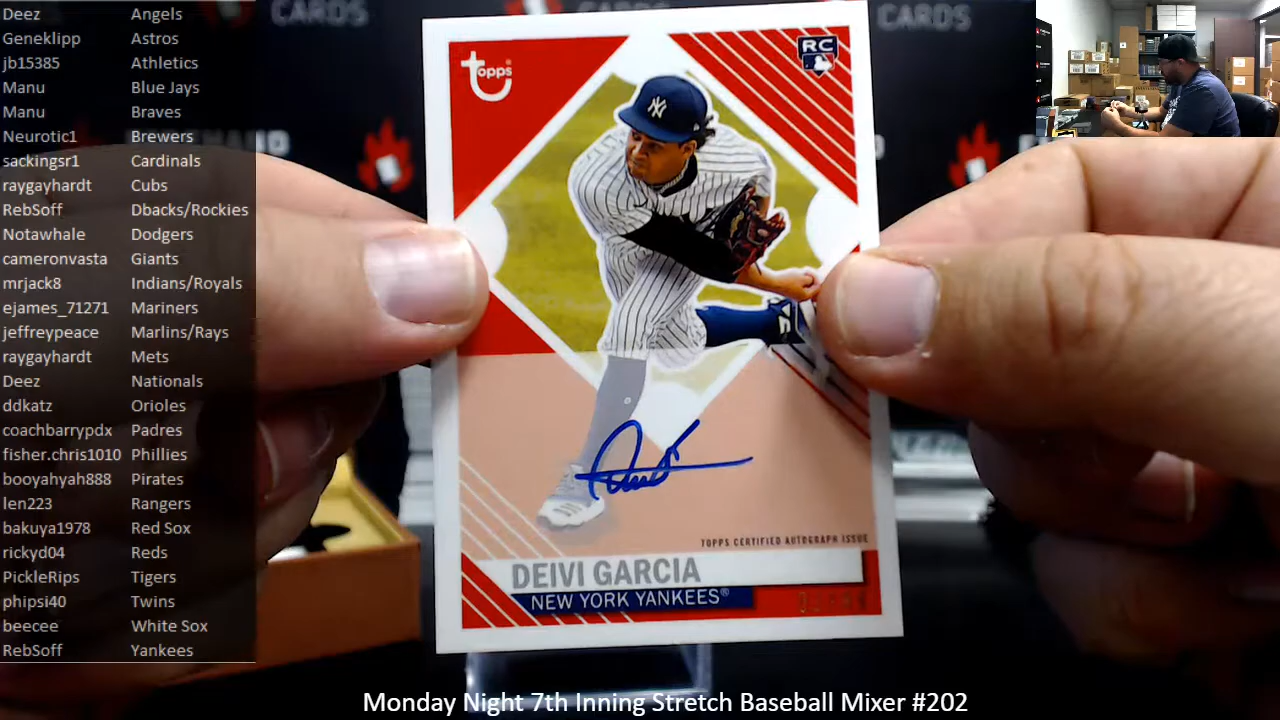 Deez Angels
Geneklipp Astros
jb15385 Athletics
Manu Blue Jays
Manu Braves
Neurotic1 Brewers
sackingsr1 Cardinals
raygayhardt Cubs
RebSoff Dbacks/Rockies
Notawhale Dodgers
cameronvasta Giants
mrjack8 Indians/Royals
ejames_71271 Mariners
jeffreypeace Marlins/Rays
raygayhardt Mets
Deez Nationals
ddkatz Orioles
coachbarrypdx Padres
fisher.chris1010 Phillies
booyahyah888 Pirates
len223 Rangers
bakuya1978 Red Sox
rickyd04 Reds
PickleRips Tigers
phipsi40 Twins
beecee White Sox
RebSoff Yankees
CARDS
CARDS
topps
RC
NY
TOPPS CERTIFIED AUTOGRAPH ISSUE
DEIVI GARCIA
NEW YORK YANKEES®
Monday Night 7th Inning Stretch Baseball Mixer #202